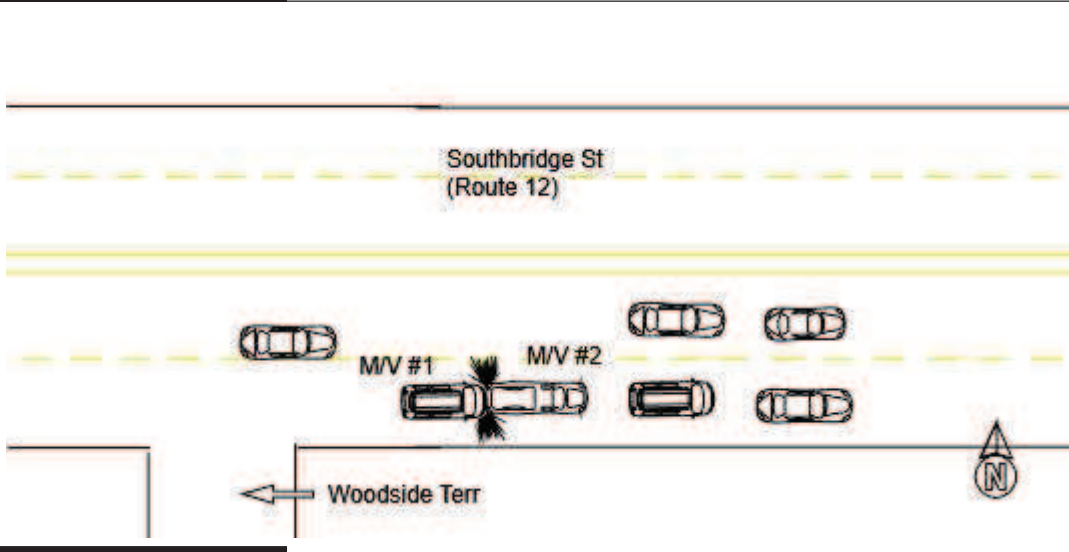 Southbridge St
(Route 12)
M/V #1
M/V #2
Woodside Terr
N